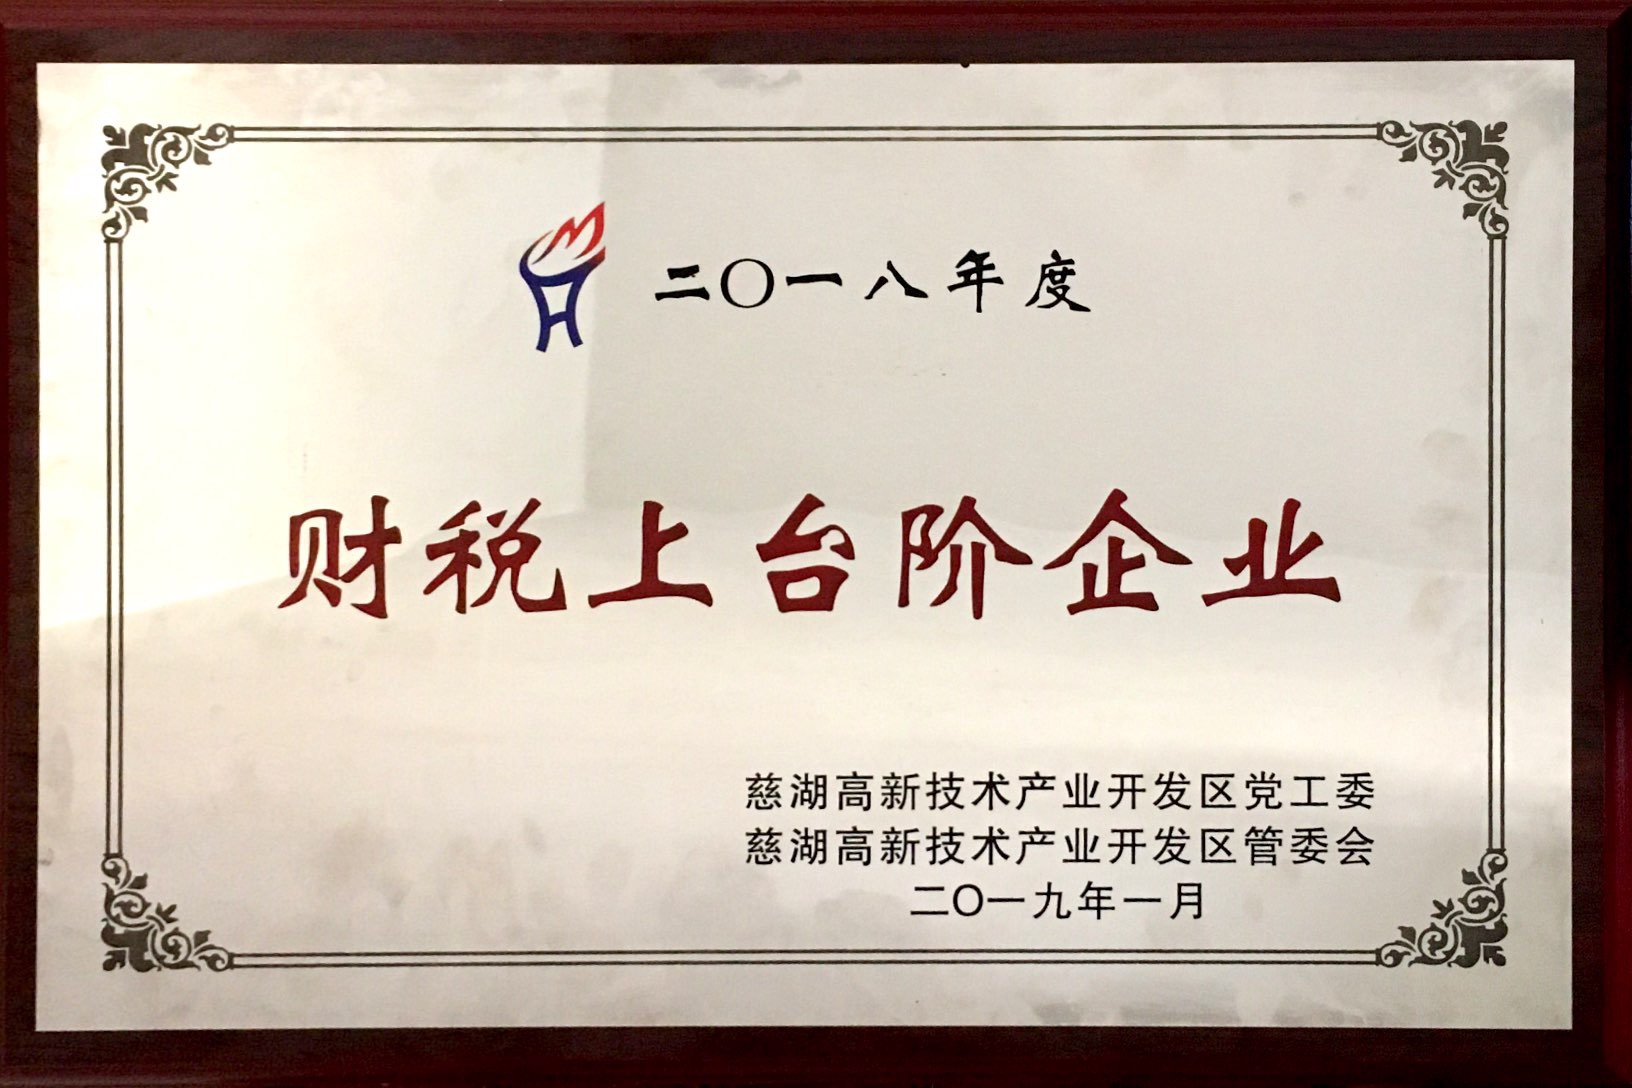 二〇一八年度
财税上台阶企业
慈湖高新技术产业开发区党工委
慈湖高新技术产业开发区管委会
二〇一九年一月